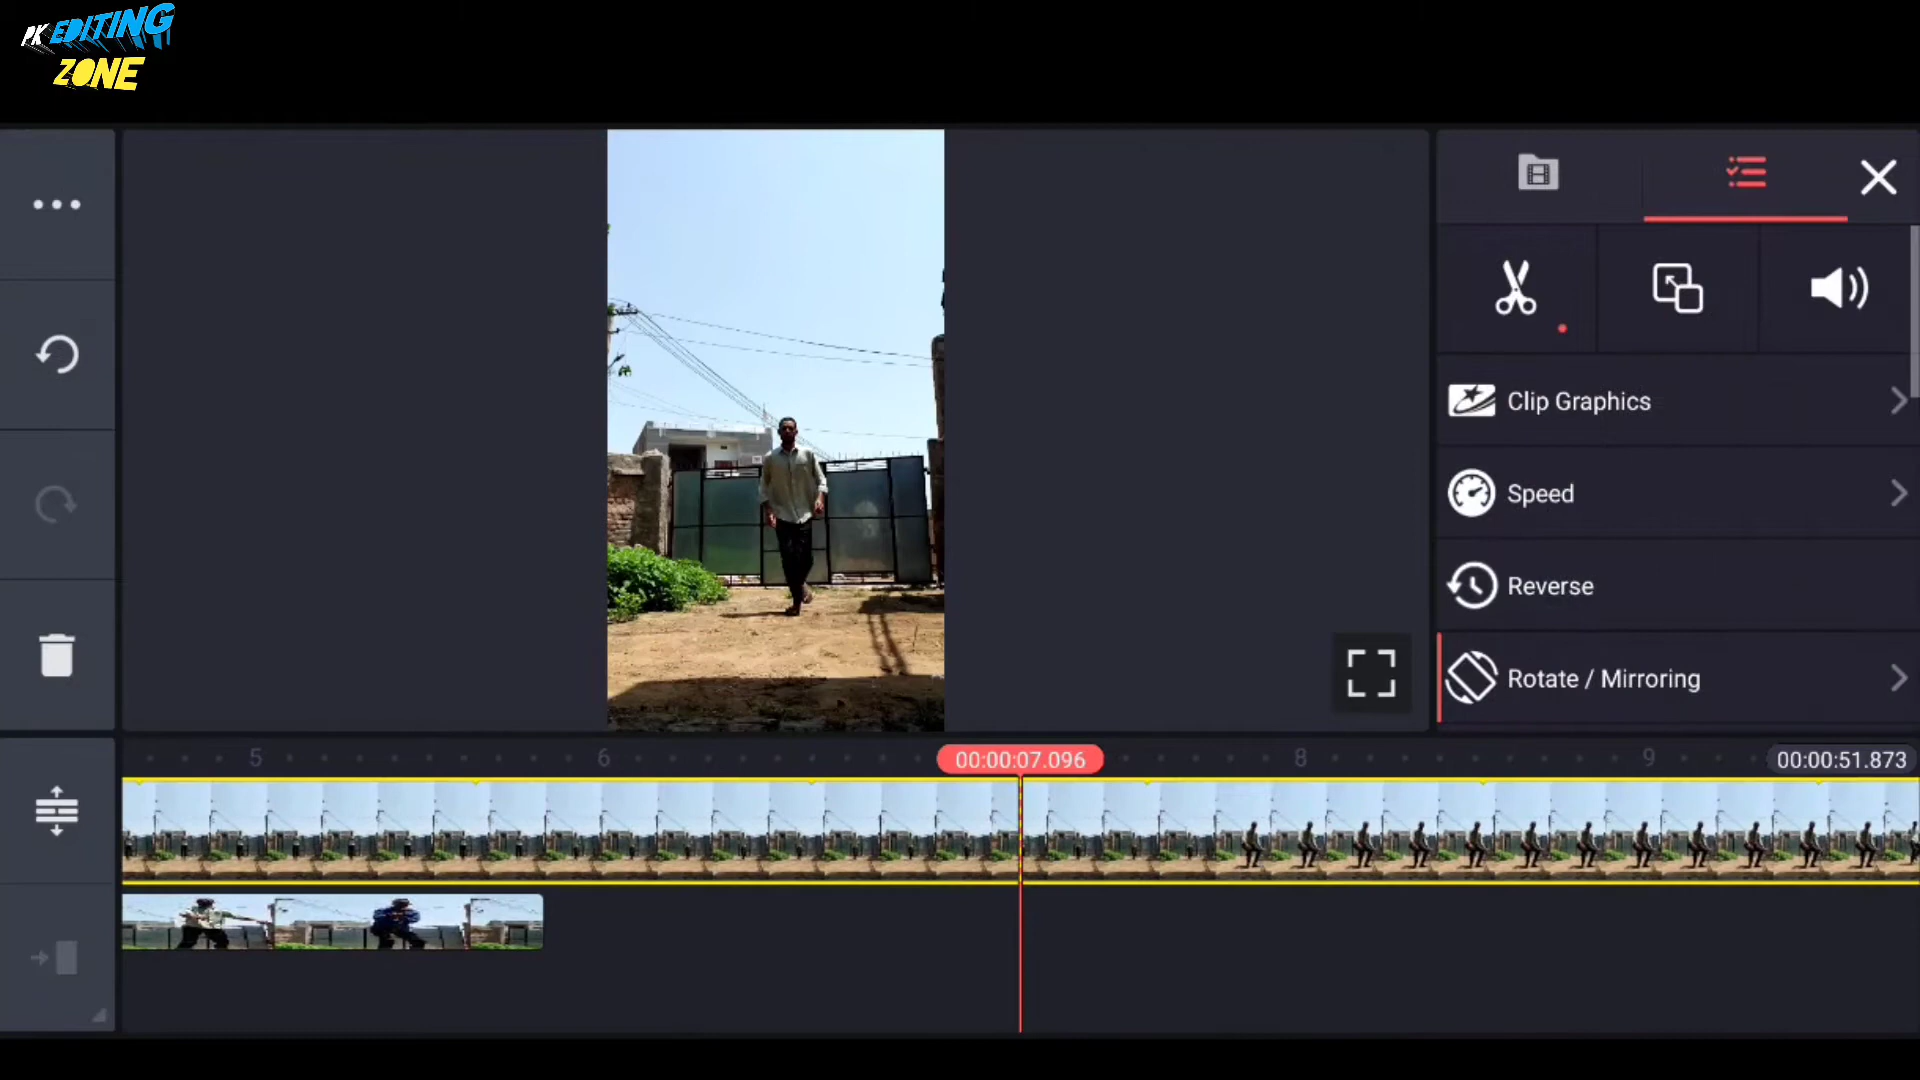 PK EDITING
ZONE
Clip Graphics
Speed
Reverse
Rotate / Mirroring
5
6
00:00:07.096
8
9
00:00:51.873